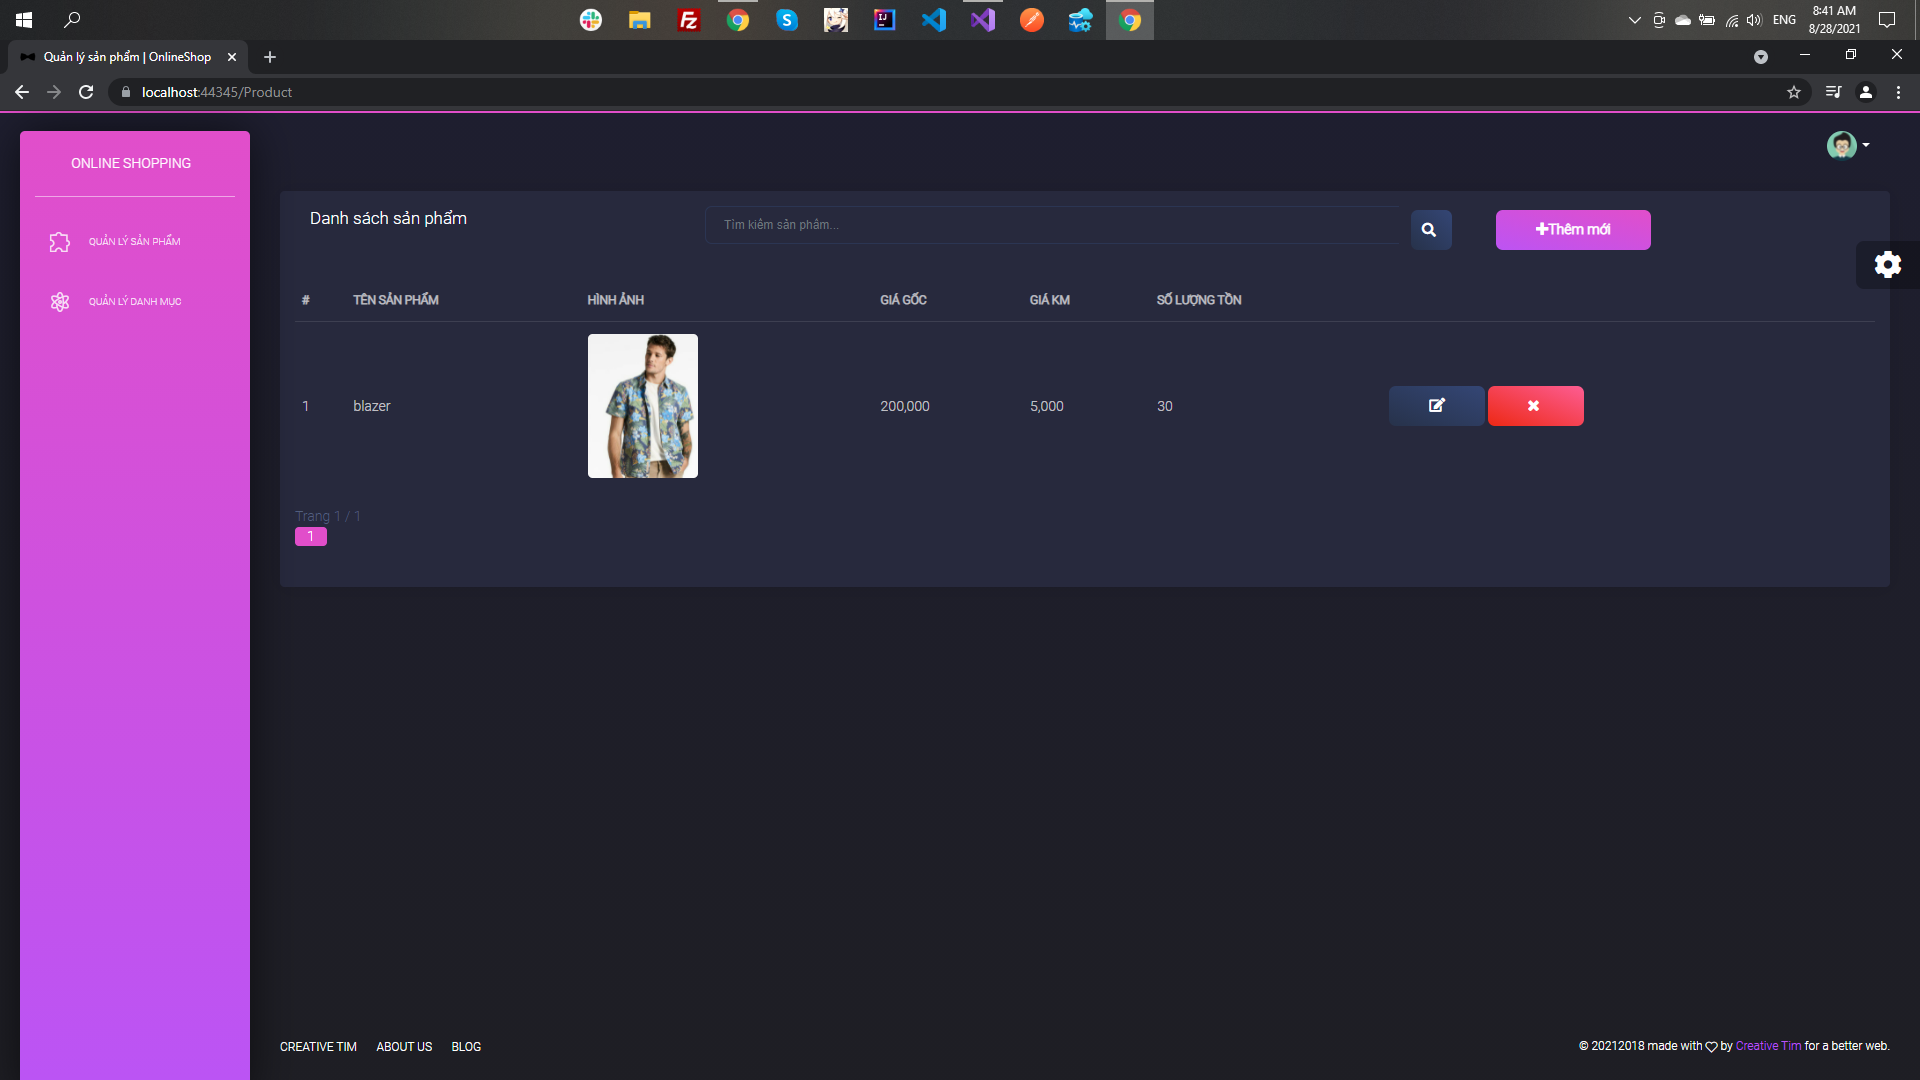 ENG
8:41 AM
8/28/2021
Quản lý sản phẩm | OnlineShop
localhost:44345/Product
ONLINE SHOPPING
QUẢN LÝ SẢN PHẨM
QUẢN LÝ DANH MỤC
Danh sách sản phẩm
Tìm kiếm sản phẩm...
Thêm mới
# TÊN SẢN PHẨM HÌNH ẢNH GIÁ GỐC GIÁ KM SỐ LƯỢNG TỒN
1 blazer 200,000 5,000 30
Trang 1 / 1
1
CREATIVE TIM ABOUT US BLOG
© 20212018 made with by Creative Tim for a better web.